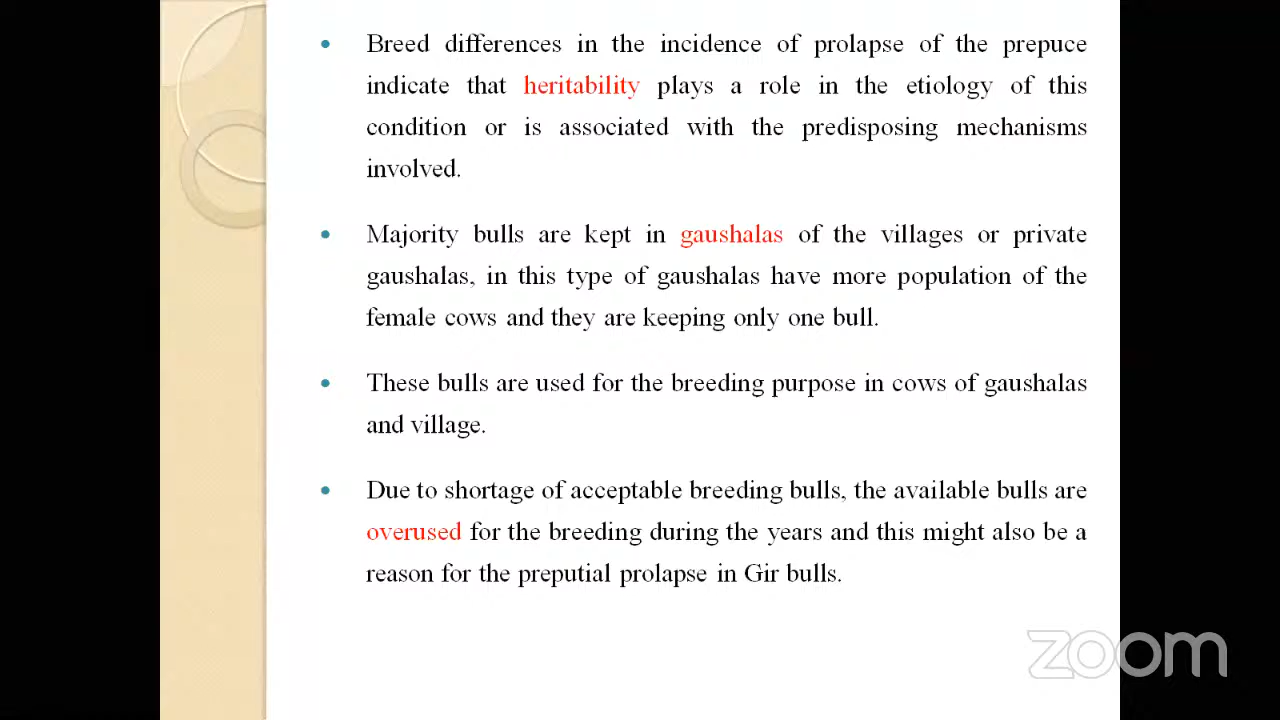 Breed differences in the incidence of prolapse of the prepuce
indicate that heritability plays a role in the etiology of this
condition or is associated with the predisposing mechanisms
involved.
Majority bulls are kept in gaushalas of the villages or private
gaushalas, in this type of gaushalas have more population of the
female cows and they are keeping only one bull.
These bulls are used for the breeding purpose in cows of gaushalas
and village.
Due to shortage of acceptable breeding bulls, the available bulls are
overused for the breeding during the years and this might also be a
reason for the preputial prolapse in Gir bulls.
zoom